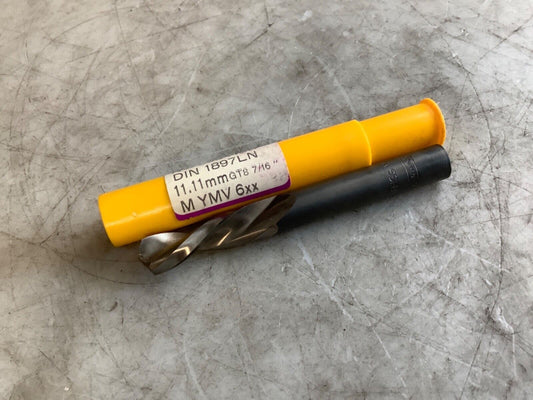 DIN 1897LN
11.11mm GT8 7/16"
M YMV 6xx